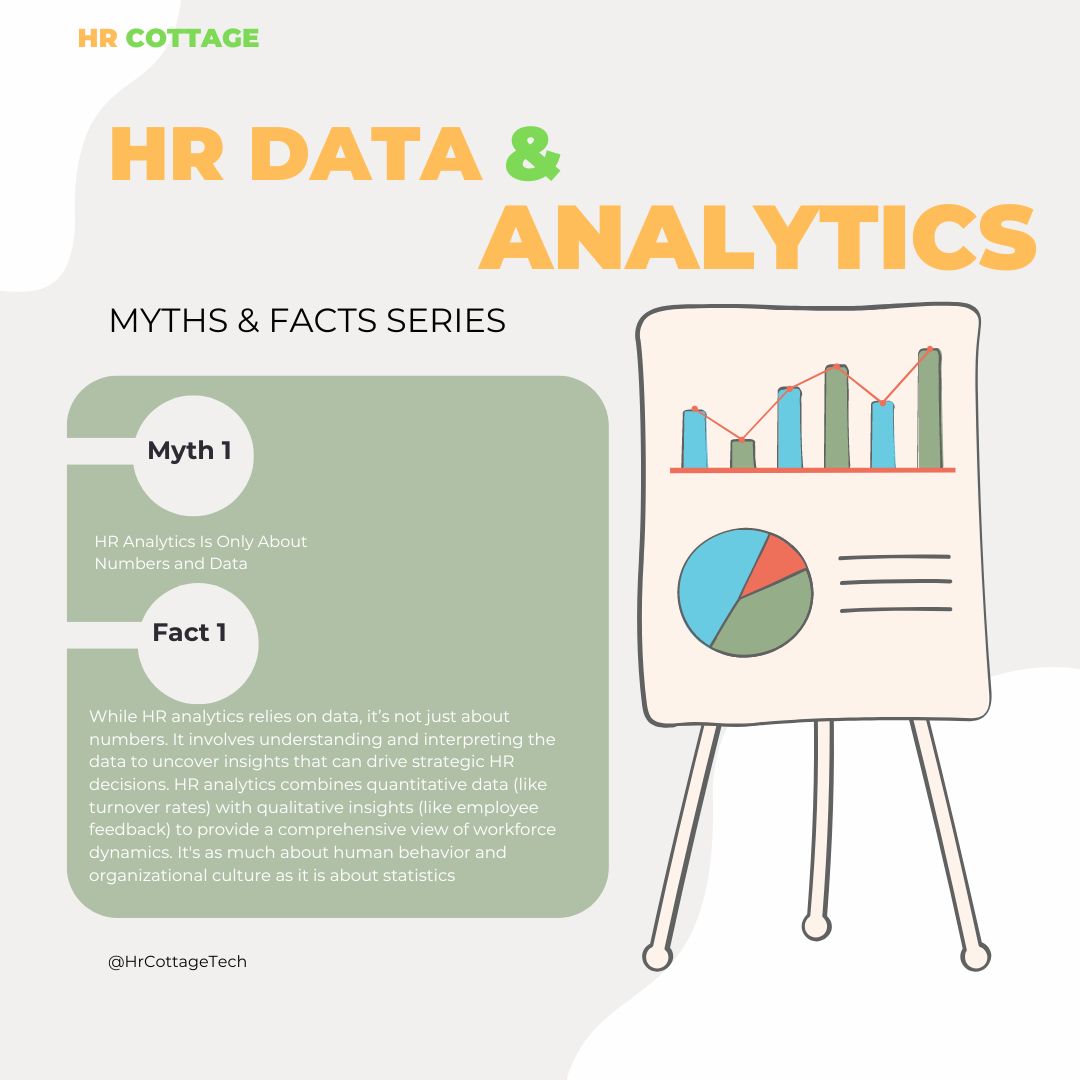 HR COTTAGE
HR DATA &
ANALYTICS
MYTHS & FACTS SERIES
Myth 1
HR Analytics Is Only About
Numbers and Data
Fact 1
While HR analytics relies on data, it’s not just about
numbers. It involves understanding and interpreting the
data to uncover insights that can drive strategic HR
decisions. HR analytics combines quantitative data (like
turnover rates) with qualitative insights (like employee
feedback) to provide a comprehensive view of workforce
dynamics. It's as much about human behavior and
organizational culture as it is about statistics
@HrCottageTech